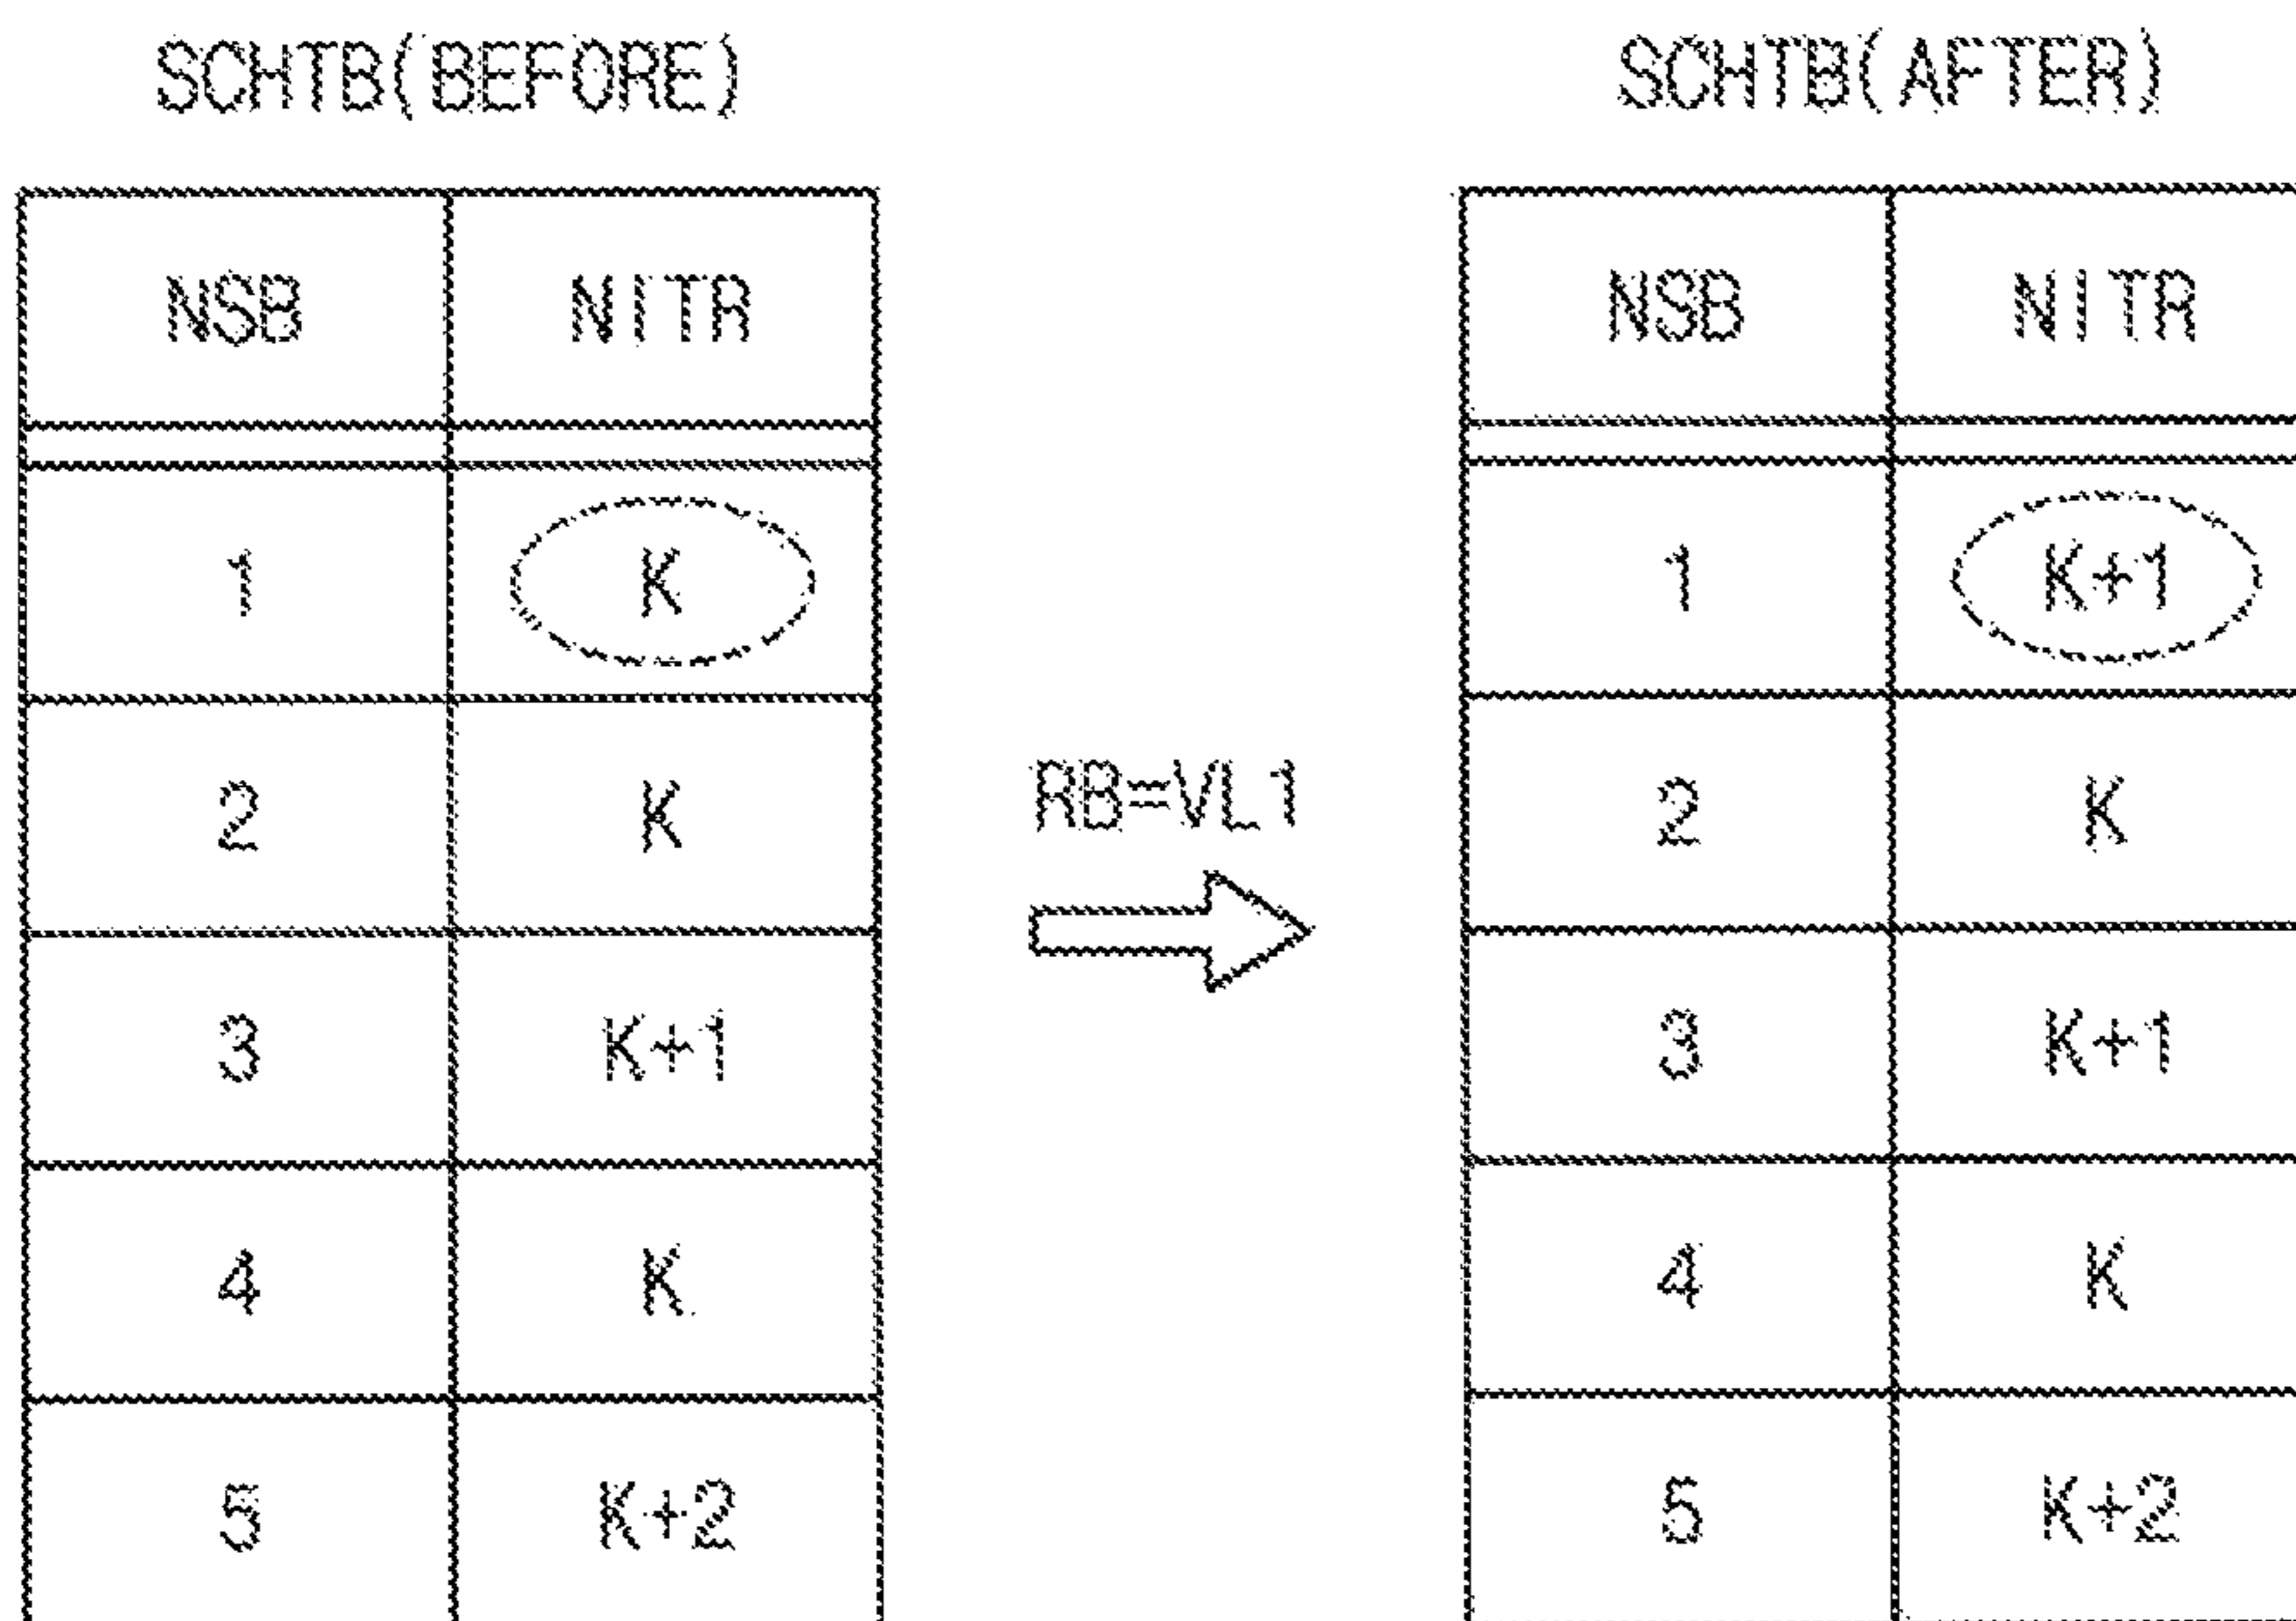 SCHTB(BEFORE)
NSB NITR
1 K
2 K
3 K+1
4 K
5 K+2
RB=VL1
SCHTB(AFTER)
NSB NITR
1 K+1
2 K
3 K+1
4 K
5 K+2